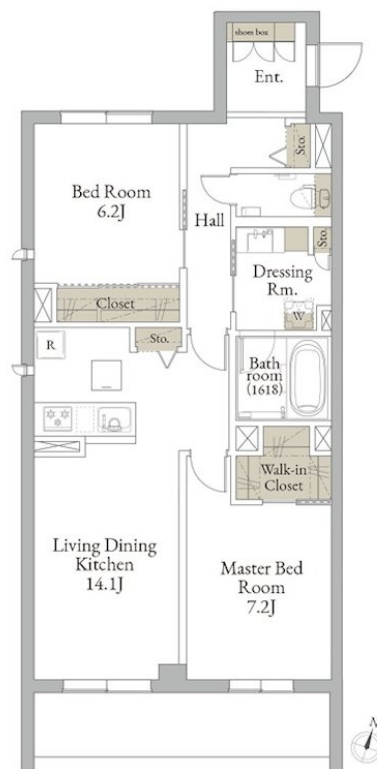 shoes box
Ent.
Sto.
Bed Room
6.2J
Hall
Sto.
Dressing
Rm.
W
Closet
R
Sto.
Bath
room
(1618)
Walk-in
Closet
Living Dining
Kitchen
14.1J
Master Bed
Room
7.2J
N